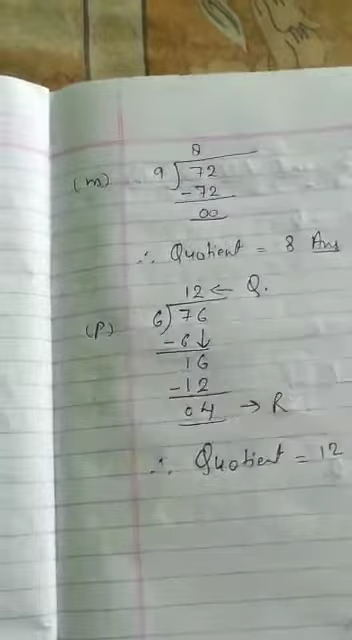 8
(m) 9 ) 72
- 72
00
∴ Quotient = 8 Ans
12 ← Q.
(P) 6 ) 76
- 6 ↓
16
- 12
04 → R
∴ Quotient = 12